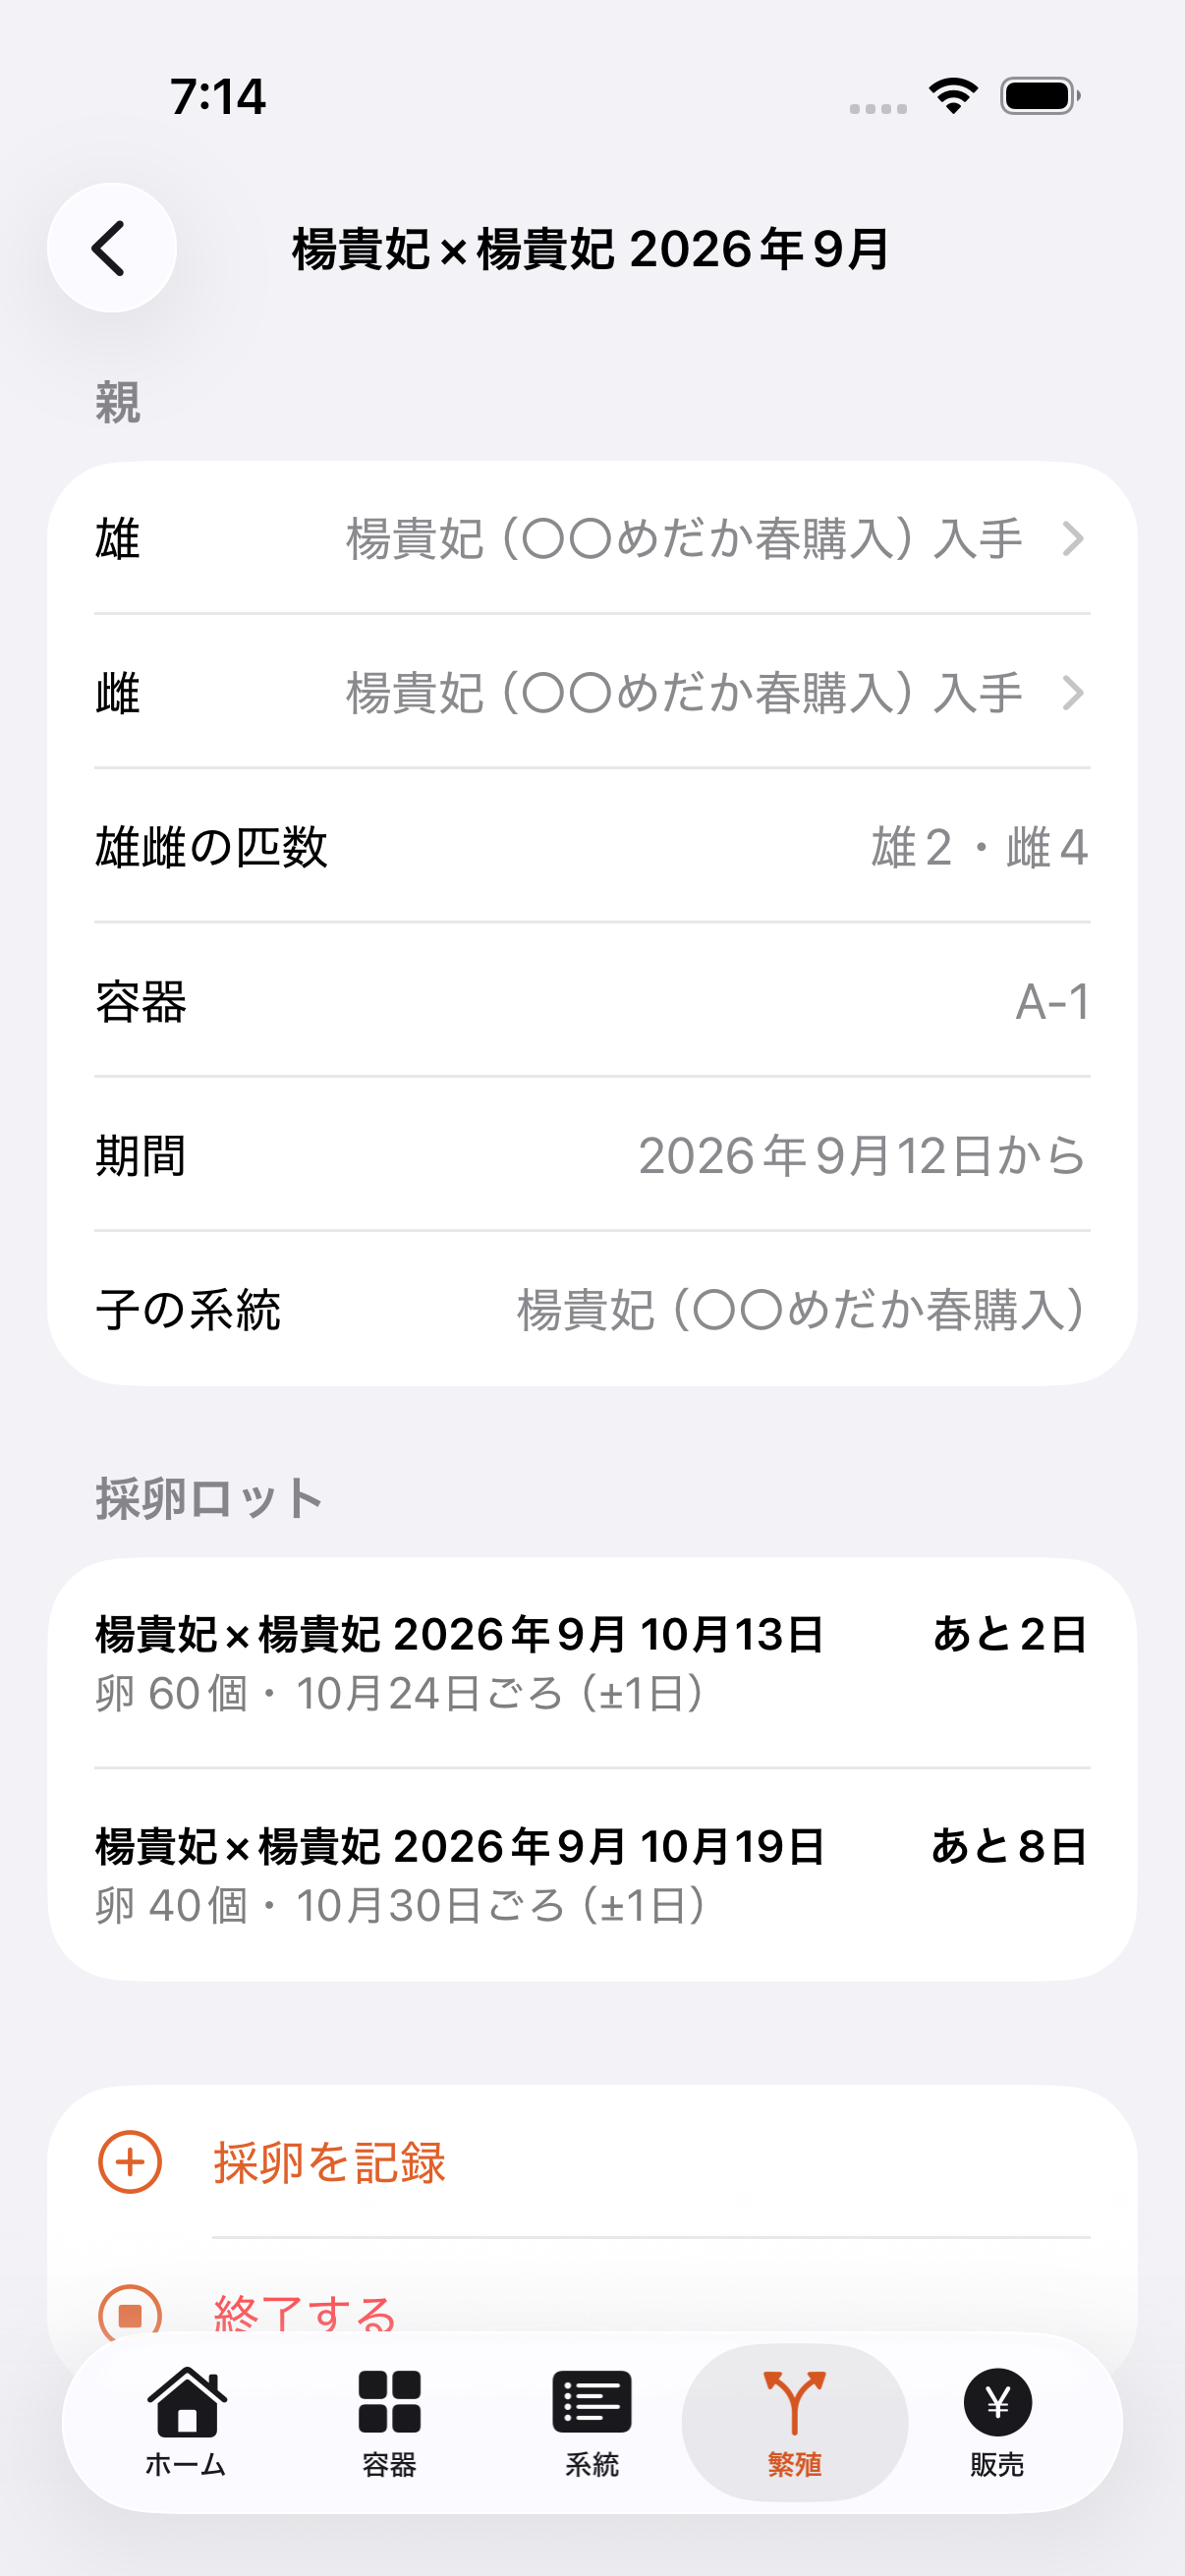 7:14
楊貴妃×楊貴妃 2026年9月
親
雄 楊貴妃（〇〇めだか春購入）入手
雌 楊貴妃（〇〇めだか春購入）入手
雄雌の匹数 雄2・雌4
容器 A-1
期間 2026年9月12日から
子の系統 楊貴妃（〇〇めだか春購入）
採卵ロット
楊貴妃×楊貴妃 2026年9月 10月13日 あと2日
卵 60個・10月24日ごろ（±1日）
楊貴妃×楊貴妃 2026年9月 10月19日 あと8日
卵 40個・10月30日ごろ（±1日）
採卵を記録
終了する
ホーム 容器 系統 繁殖 販売